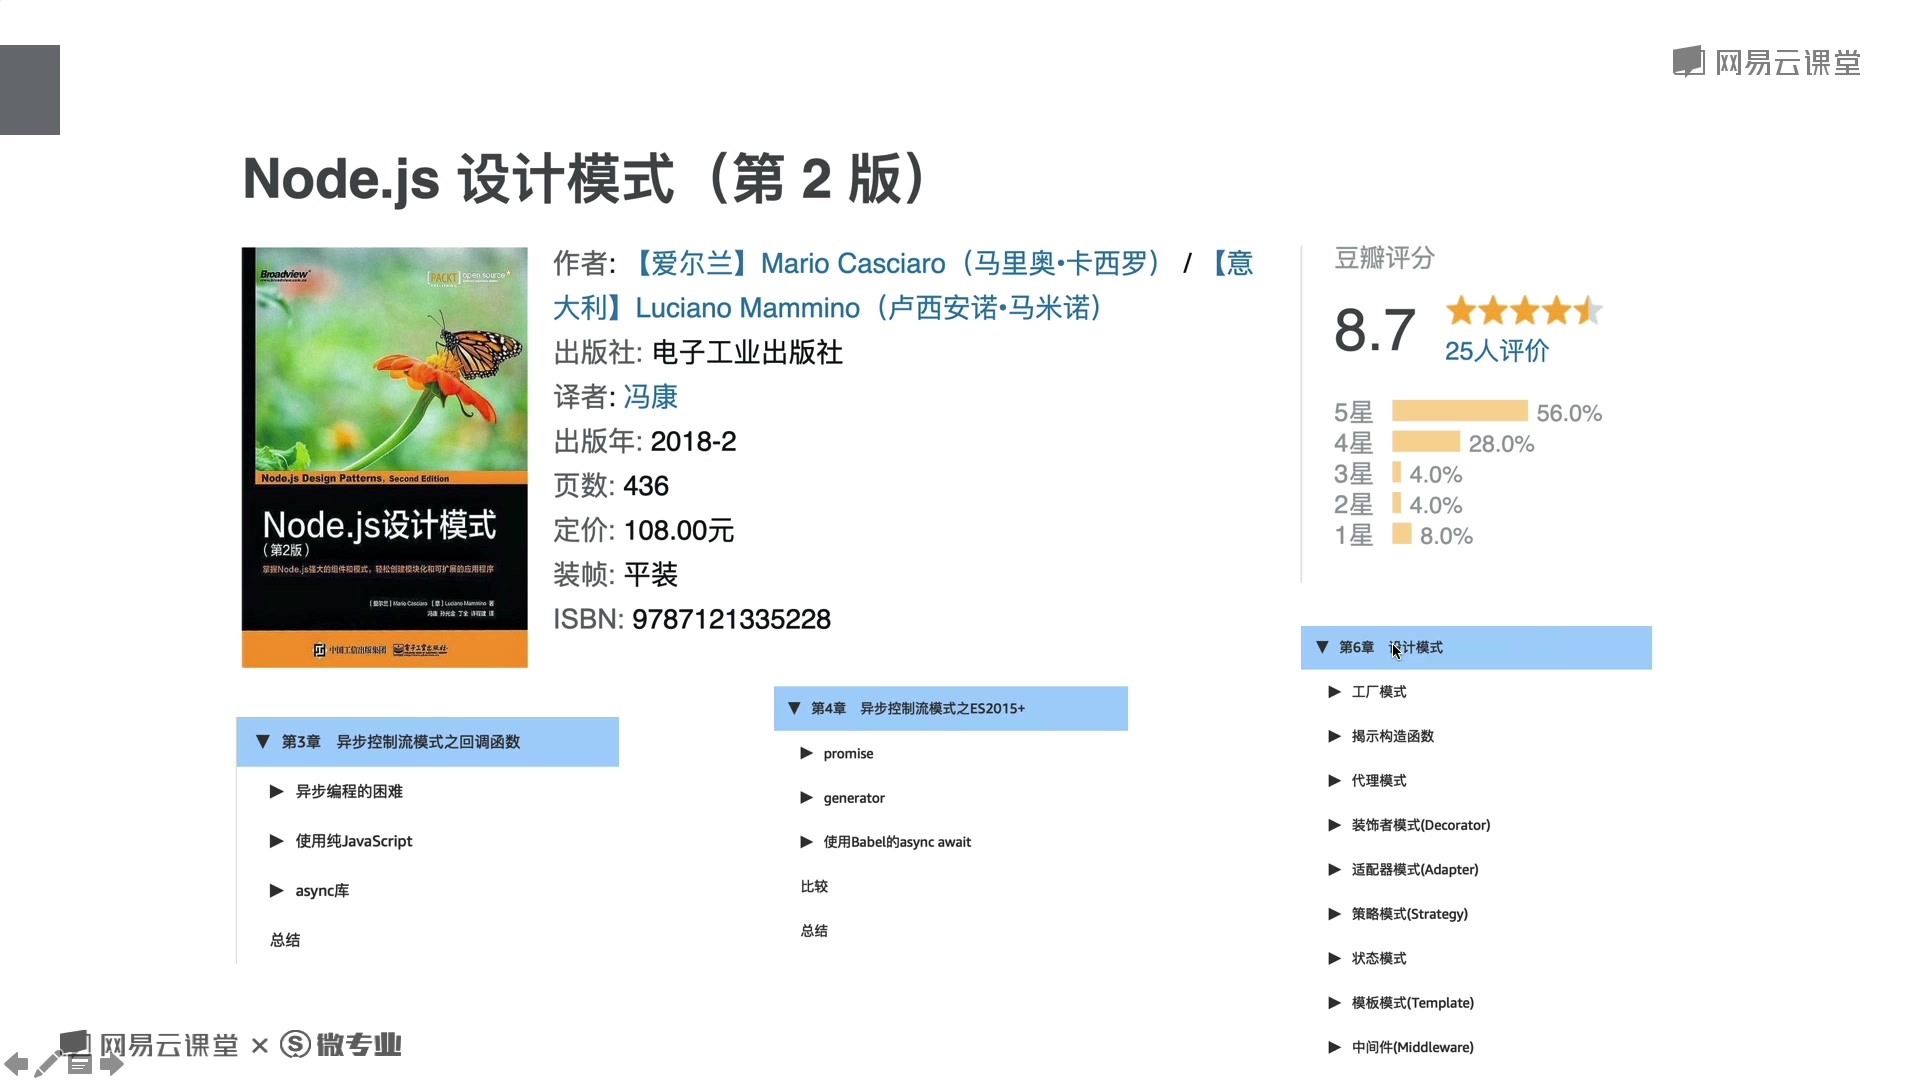 网易云课堂
Node.js 设计模式（第 2 版）
Broadview
www.broadview.com.cn
PACKT open source
Node.js Design Patterns, Second Edition
Node.js设计模式
（第2版）
掌握Node.js强大的组件和模式，轻松创建模块化和可扩展的应用程序
【爱尔兰】Mario Casciaro 【意】Luciano Mammino 著
中国工信出版集团 电子工业出版社
作者: 【爱尔兰】Mario Casciaro（马里奥•卡西罗） / 【意
大利】Luciano Mammino（卢西安诺•马米诺）
出版社: 电子工业出版社
译者: 冯康
出版年: 2018-2
页数: 436
定价: 108.00元
装帧: 平装
ISBN: 9787121335228
豆瓣评分
8.7
25人评价
5星 56.0%
4星 28.0%
3星 4.0%
2星 4.0%
1星 8.0%
第3章 异步控制流模式之回调函数
异步编程的困难
使用纯JavaScript
async库
总结
第4章 异步控制流模式之ES2015+
promise
generator
使用Babel的async await
比较
总结
第6章 设计模式
工厂模式
揭示构造函数
代理模式
装饰者模式(Decorator)
适配器模式(Adapter)
策略模式(Strategy)
状态模式
模板模式(Template)
中间件(Middleware)
网易云课堂 × 微专业